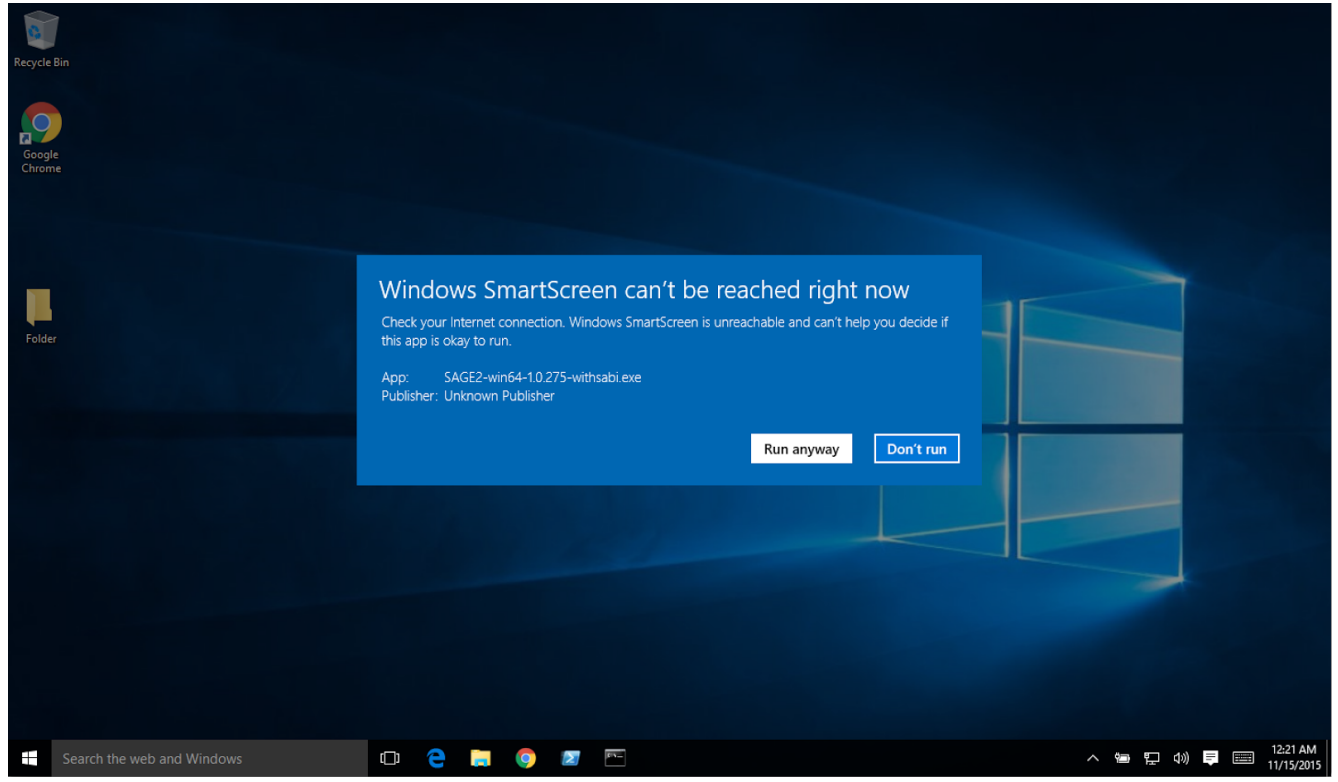 Recycle Bin
Google
Chrome
Folder
Windows SmartScreen can't be reached right now
Check your Internet connection. Windows SmartScreen is unreachable and can't help you decide if
this app is okay to run.
App: SAGE2-win64-1.0.275-withsabi.exe
Publisher: Unknown Publisher
Run anyway Don't run
Search the web and Windows
12:21 AM
11/15/2015